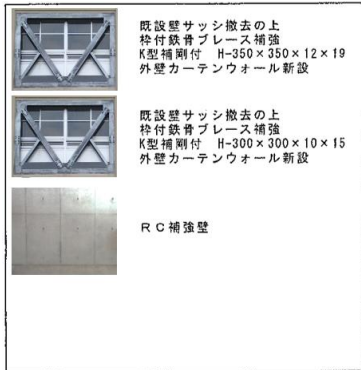 既設壁サッシ撤去の上
枠付鉄骨ブレース補強
K型補剛付 H-350×350×12×19
外壁カーテンウォール新設
既設壁サッシ撤去の上
枠付鉄骨ブレース補強
K型補剛付 H-300×300×10×15
外壁カーテンウォール新設
RC補強壁